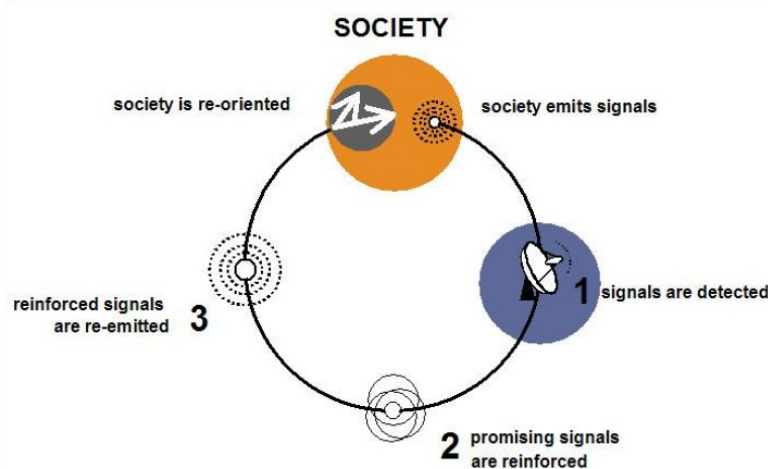 SOCIETY
society is re-oriented
society emits signals
1 signals are detected
reinforced signals
are re-emitted 3
2 promising signals
are reinforced